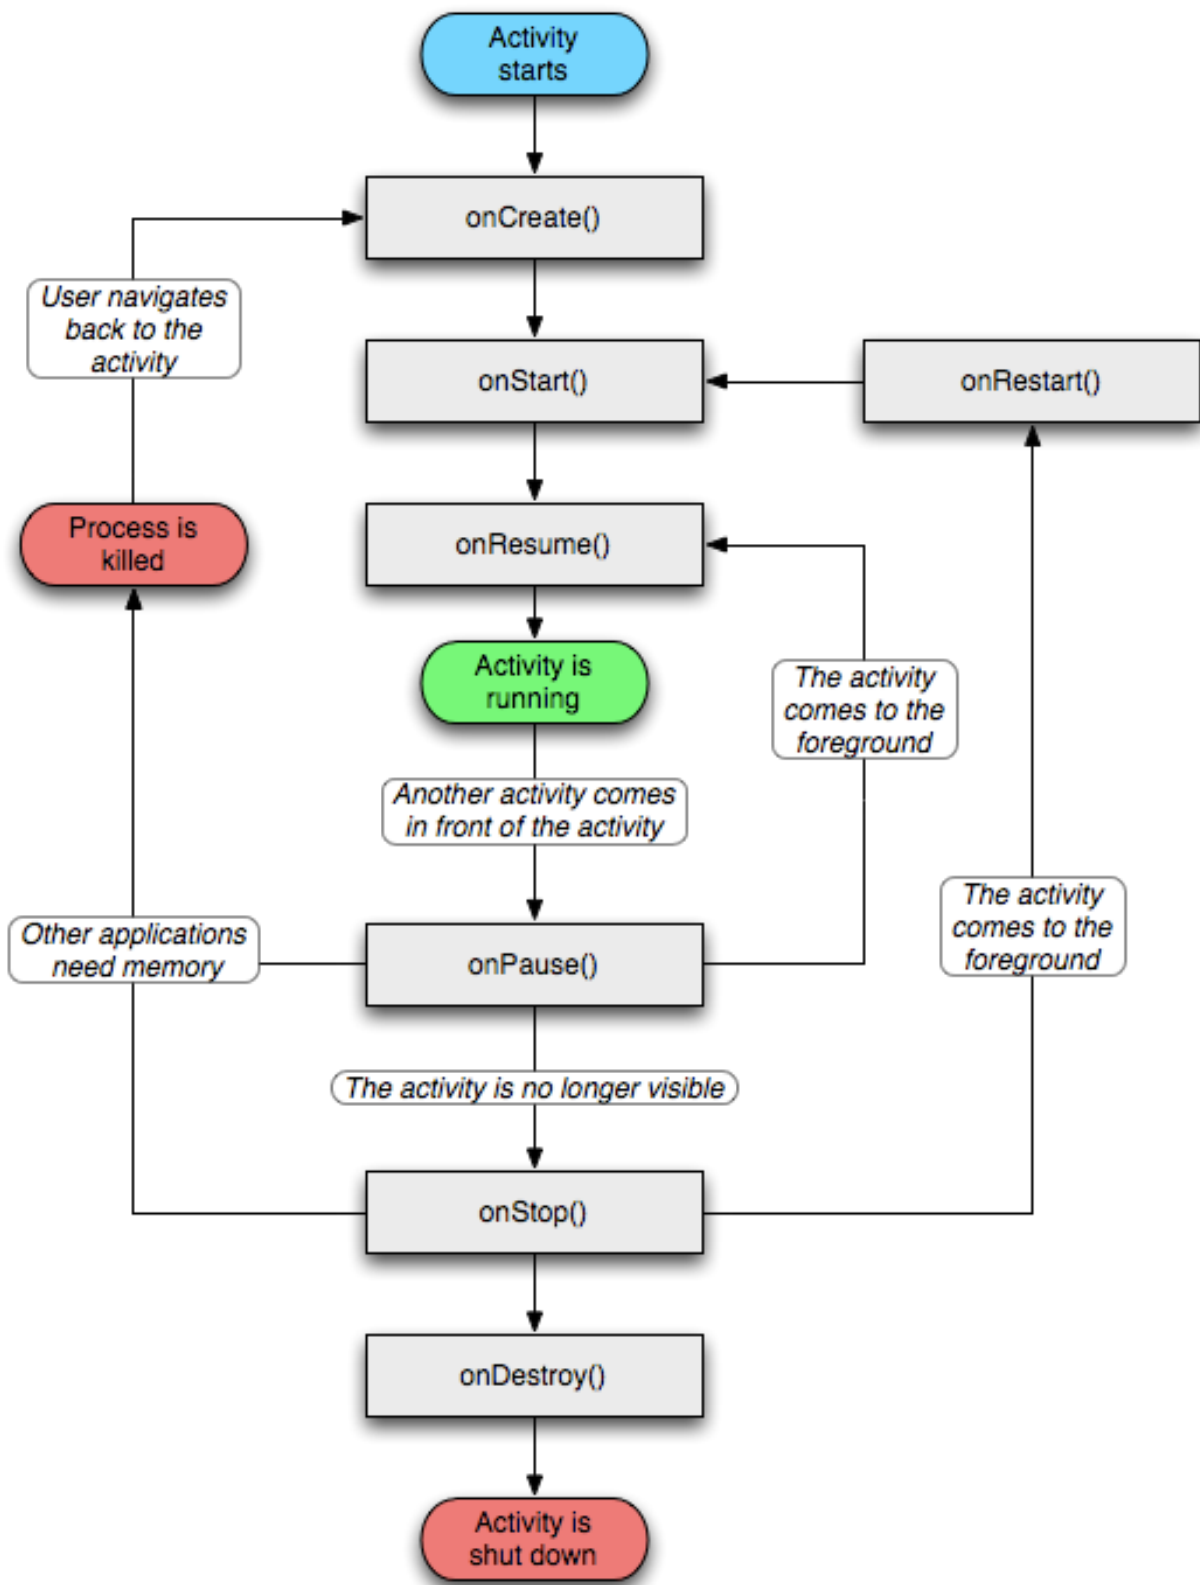 Activity
starts
onCreate()
User navigates
back to the
activity
onStart()
onRestart()
Process is
killed
onResume()
Activity is
running
The activity
comes to the
foreground
Another activity comes
in front of the activity
The activity
comes to the
foreground
Other applications
need memory
onPause()
The activity is no longer visible
onStop()
onDestroy()
Activity is
shut down